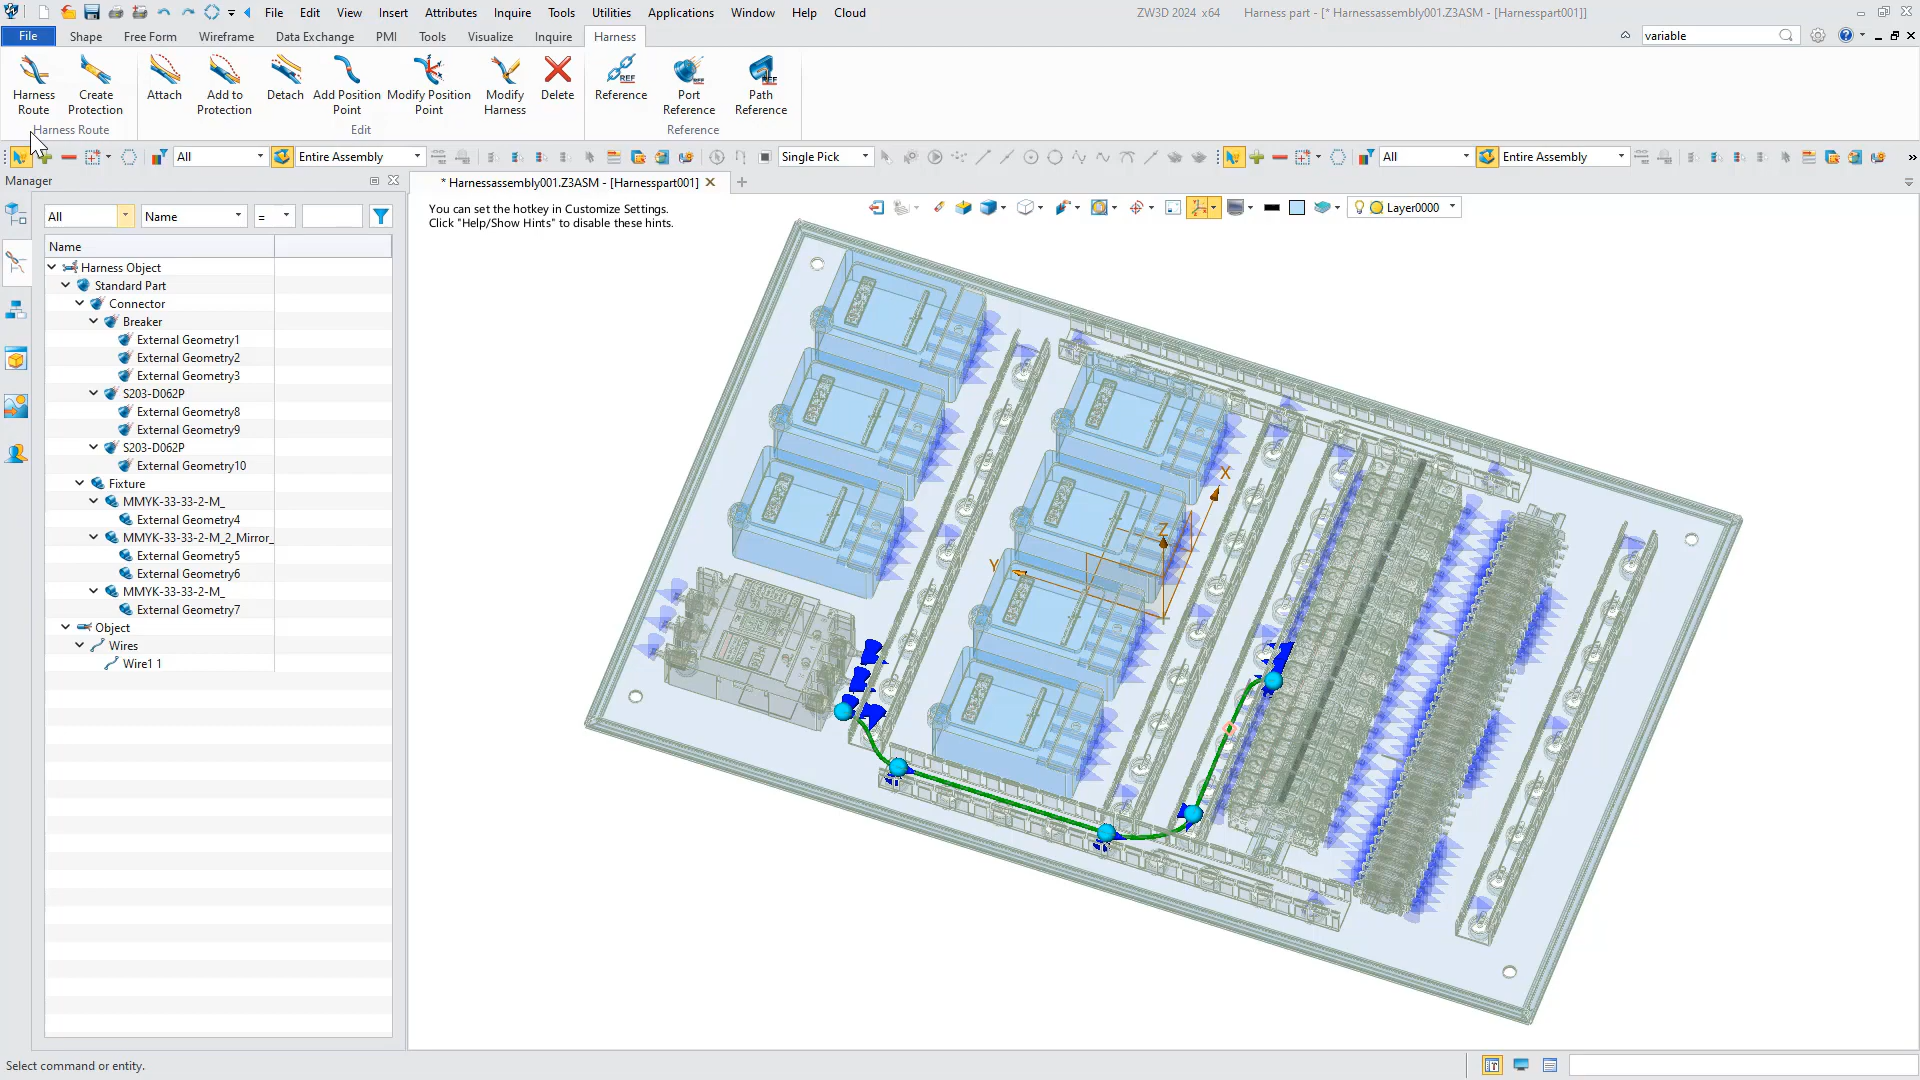 File Edit View Insert Attributes Inquire Tools Utilities Applications Window Help Cloud ZW3D 2024 x64 Harness part - [* Harnessassembly001.Z3ASM - [Harnesspart001]]
File Shape Free Form Wireframe Data Exchange PMI Tools Visualize Inquire Harness variable
REF REF REF
Harness Create Attach Add to Detach Add Position Modify Position Modify Delete Reference Port Path
Route Protection Protection Point Point Harness Reference Reference
Harness Route Edit Reference
All Entire Assembly Single Pick All Entire Assembly
Manager * Harnessassembly001.Z3ASM - [Harnesspart001]
All Name = You can set the hotkey in Customize Settings. Layer0000
Click "Help/Show Hints" to disable these hints.
Name
Harness Object
Standard Part
Connector
Breaker
External Geometry1
External Geometry2
External Geometry3
S203-D062P
External Geometry8
External Geometry9
S203-D062P
External Geometry10
Fixture
MMYK-33-33-2-M_
External Geometry4
MMYK-33-33-2-M_2_Mirror_
External Geometry5
External Geometry6
MMYK-33-33-2-M_
External Geometry7
Object
Wires
Wire1 1
X
Z
Y
Select command or entity.